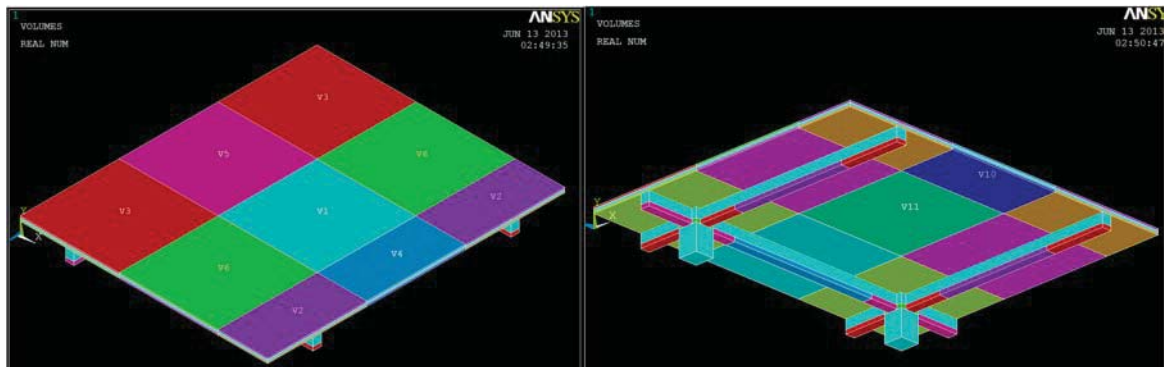 1
VOLUMES
REAL NUM
ANSYS
JUN 13 2013
02:49:35
V3
V5
V6
V3
V1
V2
V6
V4
V2
Y
X
1
VOLUMES
REAL NUM
ANSYS
JUN 13 2013
02:50:47
V10
V11
Y
X